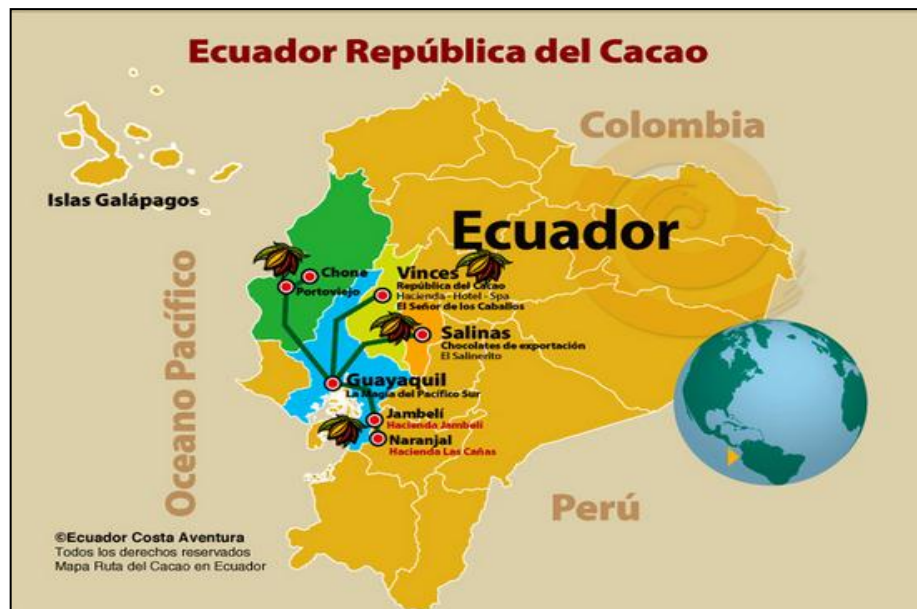 Ecuador República del Cacao
Colombia
Islas Galápagos
Ecuador
Oceano Pacífico
Chone
Portoviejo
Vinces
República del Cacao
Hacienda - Hotel - Spa
El Señor de los Caballos
Salinas
Chocolates de exportación
El Salinerito
Guayaquil
La Magia del Pacífico Sur
Jambelí
Hacienda Jambelí
Naranjal
Hacienda Las Cañas
Perú
©Ecuador Costa Aventura
Todos los derechos reservados
Mapa Ruta del Cacao en Ecuador